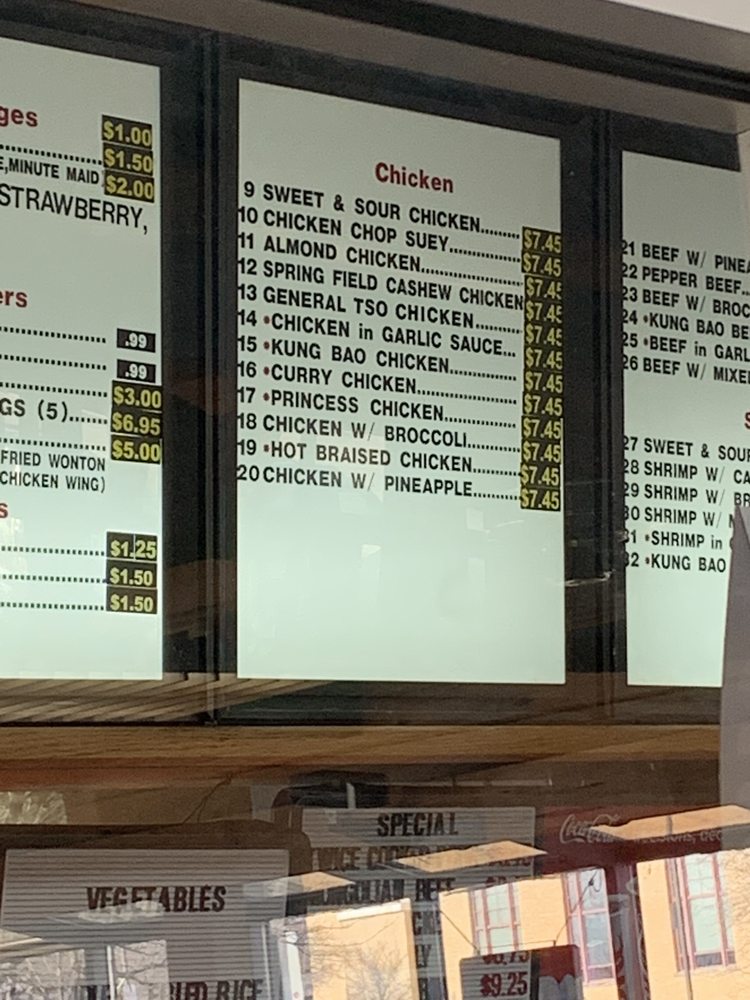 ges
$1.00
$1.50
E,MINUTE MAID $2.00
STRAWBERRY,
ers
.99
.99
$3.00
GS (5) $6.95
$5.00
FRIED WONTON
CHICKEN WING)
s
$1.25
$1.50
$1.50
Chicken
9 SWEET & SOUR CHICKEN $7.45
10 CHICKEN CHOP SUEY $7.45
11 ALMOND CHICKEN $7.45
12 SPRING FIELD CASHEW CHICKEN $7.45
13 GENERAL TSO CHICKEN $7.45
14 •CHICKEN in GARLIC SAUCE... $7.45
15 •KUNG BAO CHICKEN $7.45
16 •CURRY CHICKEN $7.45
17 •PRINCESS CHICKEN $7.45
18 CHICKEN W/ BROCCOLI $7.45
19 •HOT BRAISED CHICKEN $7.45
20 CHICKEN W/ PINEAPPLE $7.45
21 BEEF W/ PINEA
22 PEPPER BEEF
23 BEEF W/ BROC
24 •KUNG BAO BE
25 •BEEF in GARL
26 BEEF W/ MIXE
S
27 SWEET & SOUR
28 SHRIMP W/ CA
29 SHRIMP W/ BR
30 SHRIMP W/
31 •SHRIMP in
32 •KUNG BAO
VEGETABLES
FRIED RICE
SPECIAL
MONGOLIAN BEEF
$9.25
Coca-Cola